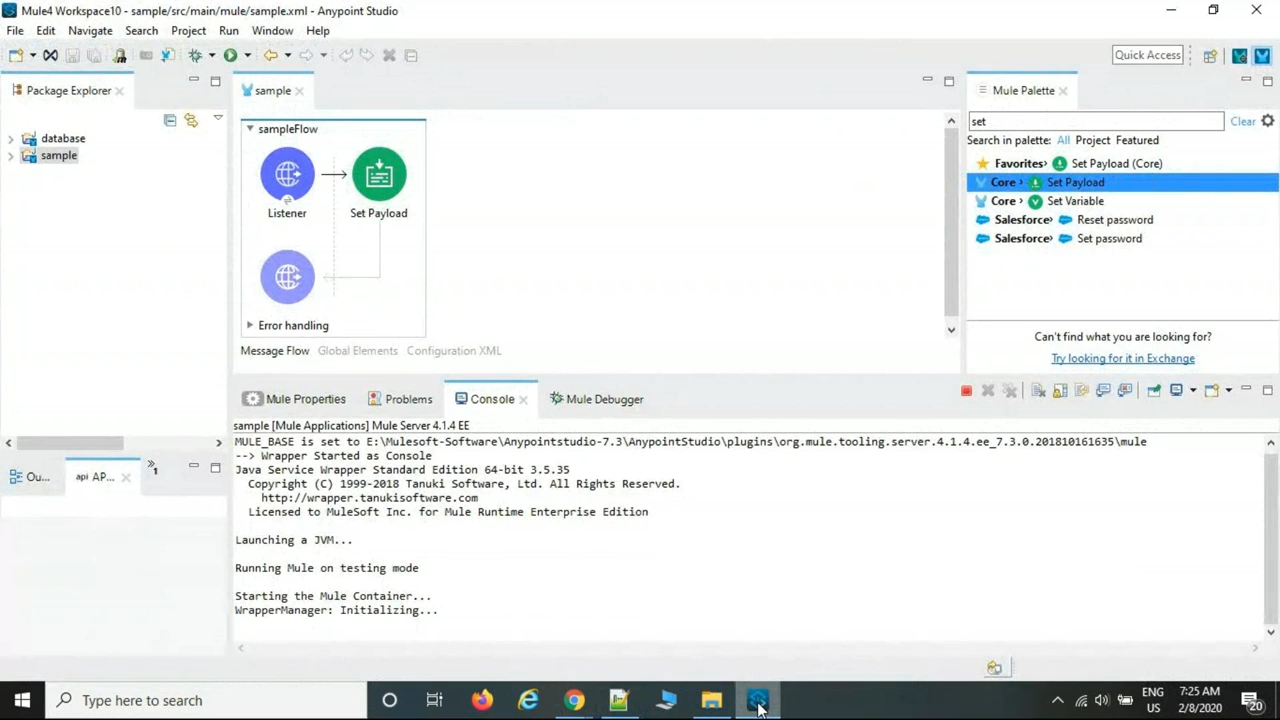 Mule4 Workspace10 - sample/src/main/mule/sample.xml - Anypoint Studio
File Edit Navigate Search Project Run Window Help
Quick Access
Package Explorer
database
sample
sample
sampleFlow
Listener
Set Payload
Error handling
Message Flow Global Elements Configuration XML
Mule Palette
set
Clear
Search in palette: All Project Featured
Favorites> Set Payload (Core)
Core > Set Payload
Core > Set Variable
Salesforce> Reset password
Salesforce> Set password
Can't find what you are looking for?
Try looking for it in Exchange
Ou...
api AP...
1
Mule Properties Problems Console Mule Debugger
sample [Mule Applications] Mule Server 4.1.4 EE
MULE_BASE is set to E:\Mulesoft-Software\Anypointstudio-7.3\AnypointStudio\plugins\org.mule.tooling.server.4.1.4.ee_7.3.0.201810161635\mule
--> Wrapper Started as Console
Java Service Wrapper Standard Edition 64-bit 3.5.35
Copyright (C) 1999-2018 Tanuki Software, Ltd. All Rights Reserved.
http://wrapper.tanukisoftware.com
Licensed to MuleSoft Inc. for Mule Runtime Enterprise Edition
Launching a JVM...
Running Mule on testing mode
Starting the Mule Container...
WrapperManager: Initializing...
Type here to search
ENG
US
7:25 AM
2/8/2020
20